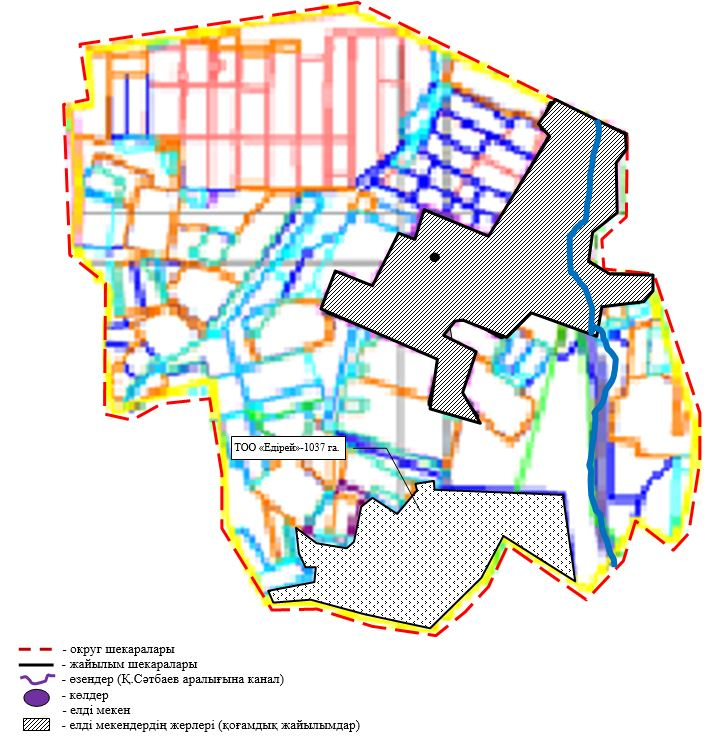 ТОО «Едірей»-1037 га.
- округ шекаралары
- жайылым шекаралары
- өзендер (Қ.Сәтбаев аралығына канал)
- көлдер
- елді мекен
- елді мекендердің жерлері (қоғамдық жайылымдар)